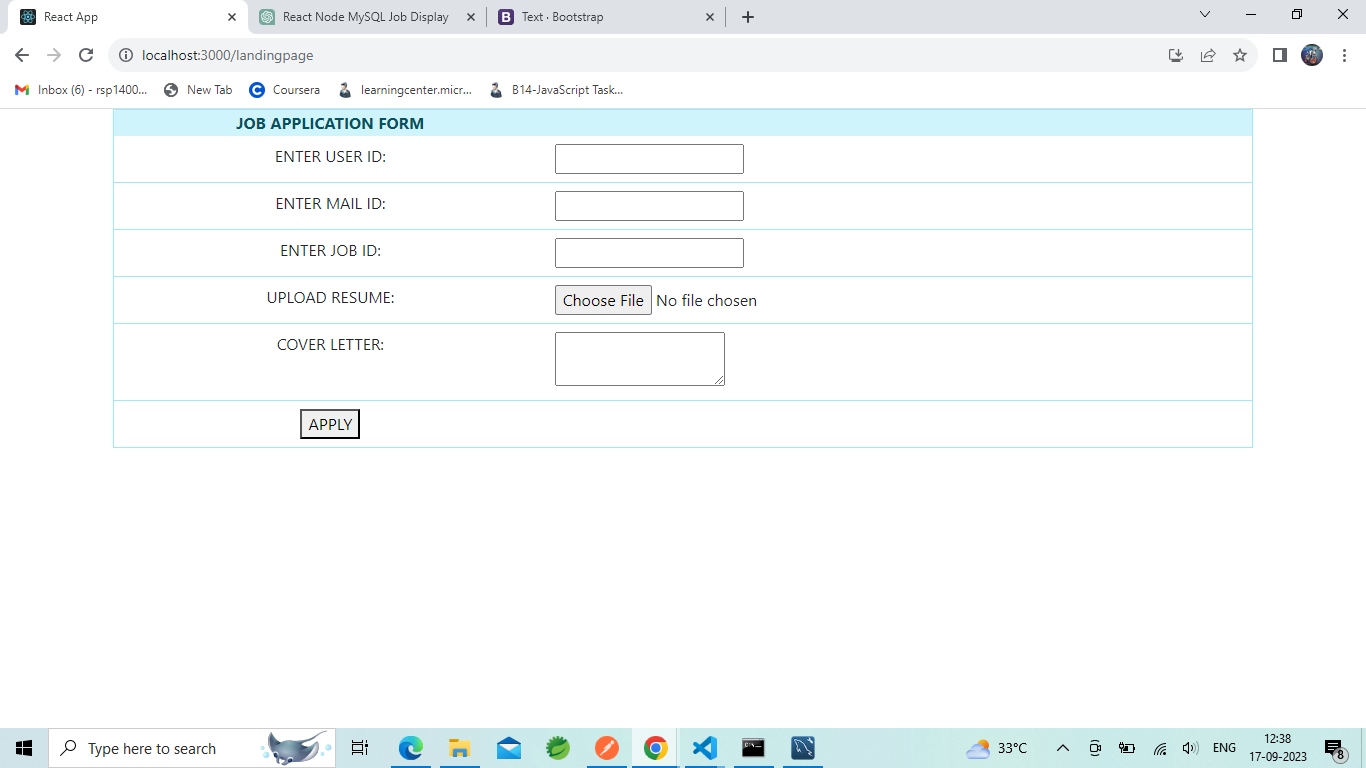 React App
React Node MySQL Job Display
B Text · Bootstrap
localhost:3000/landingpage
Inbox (6) - rsp1400...
New Tab
C Coursera
learningcenter.micr...
B14-JavaScript Task...
JOB APPLICATION FORM
ENTER USER ID:
ENTER MAIL ID:
ENTER JOB ID:
UPLOAD RESUME: Choose File No file chosen
COVER LETTER:
APPLY
Type here to search
33°C
ENG
12:38
17-09-2023
8